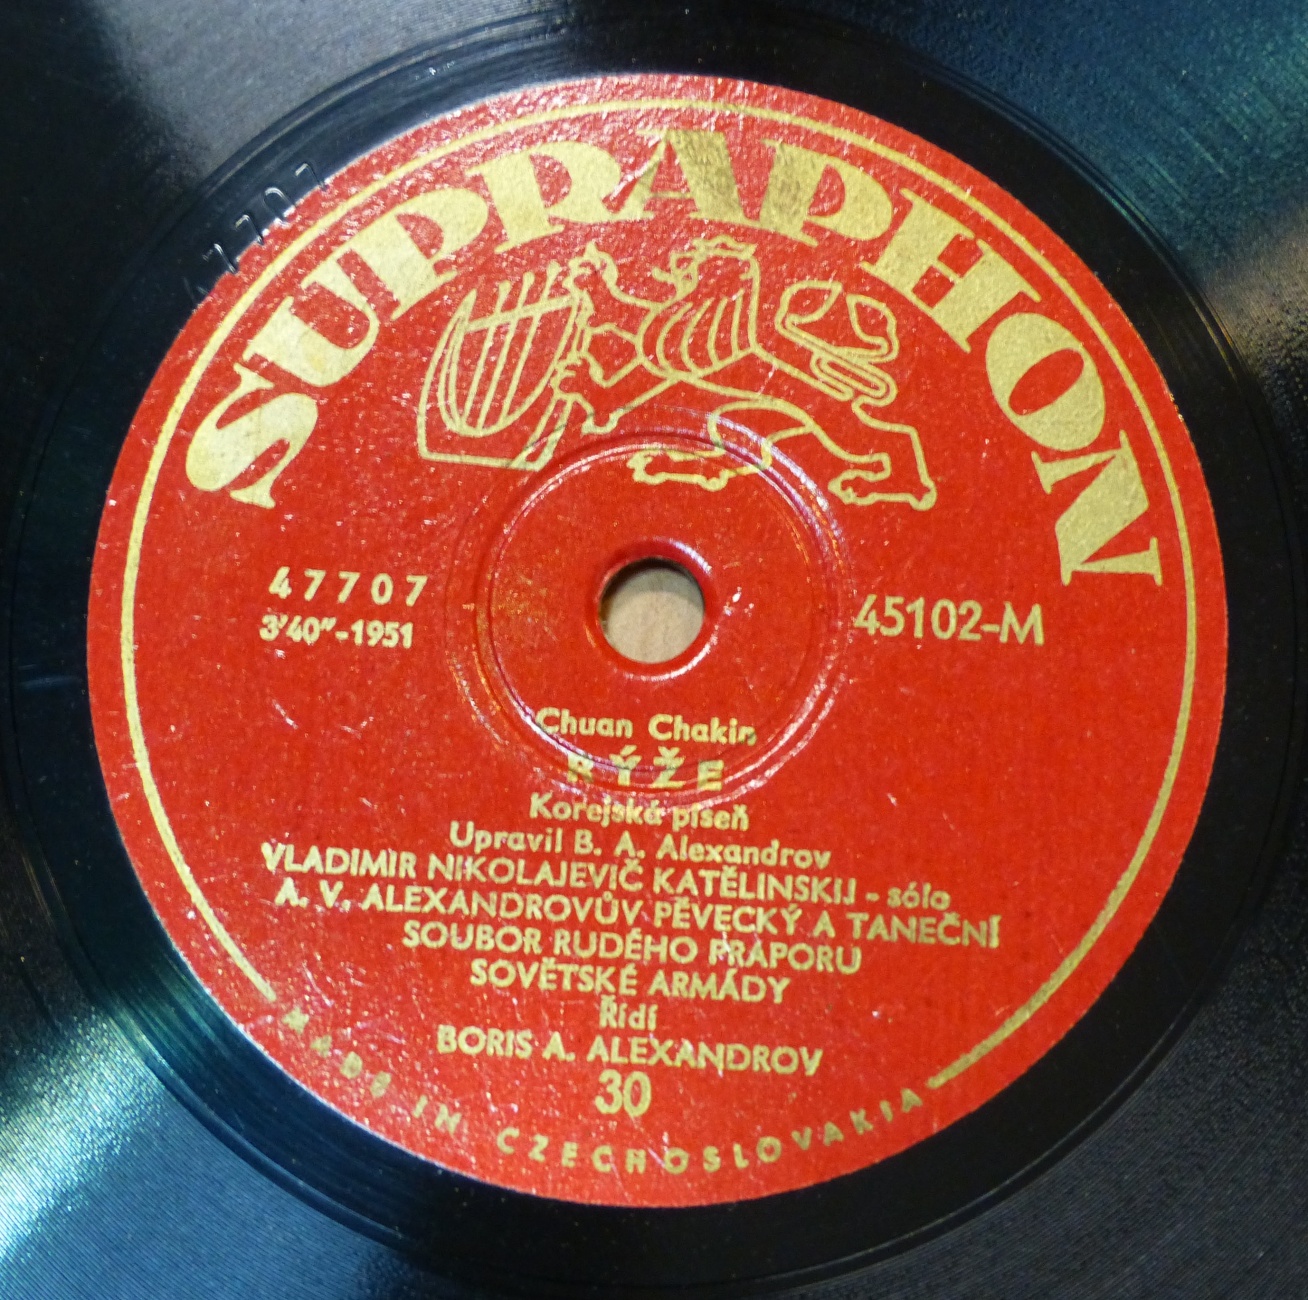 SUPRAPHON
47707
47707
3'40"-1951
45102-M
Chuan Chakin
RÝŽE
Korejská píseň
Upravil B. A. Alexandrov
VLADIMIR NIKOLAJEVIČ KATĚLINSKIJ - sólo
A. V. ALEXANDROVŮV PĚVECKÝ A TANEČNÍ
SOUBOR RUDÉHO PRAPORU
SOVĚTSKÉ ARMÁDY
Řídí
BORIS A. ALEXANDROV
30
MADE IN CZECHOSLOVAKIA